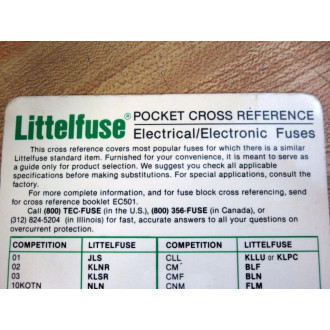 Littelfuse® POCKET CROSS REFERENCE
Electrical/Electronic Fuses
This cross reference covers most popular fuses for which there is a similar
Littelfuse standard item. Furnished for your convenience, it is meant to serve as
a guide only for product selection. We suggest you check all applicable
specifications before making substitutions. For special applications, consult the
factory.
For more complete information, and for fuse block cross referencing, send
for cross reference booklet EC501.
Call (800) TEC-FUSE (in the U.S.), (800) 356-FUSE (in Canada), or
(312) 824-5204 (in Illinois) for fast, accurate answers to all your questions on
overcurrent protection.
COMPETITION LITTELFUSE COMPETITION LITTELFUSE
01 JLS CLL KLLU or KLPC
02 KLNR CM BLF
03 KLSR CMF BLN
10KOTN NLN CNM FLM